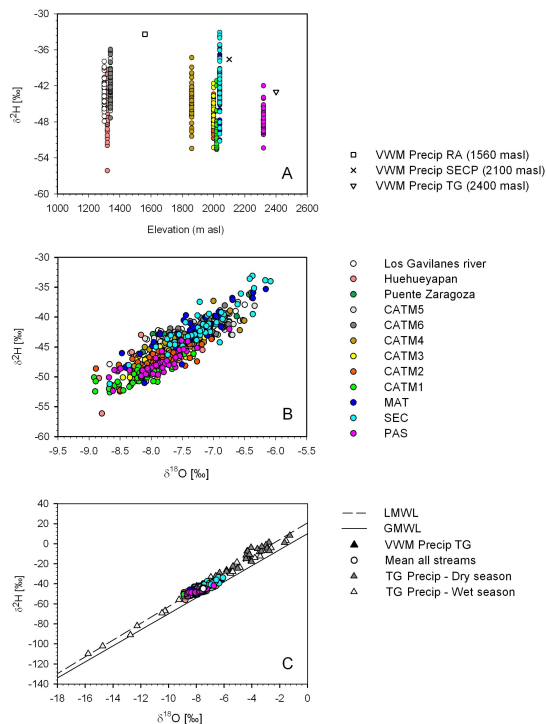 -30
-36
-42
-48
-54
-60
δ²H [‰]
A
1000 1200 1400 1600 1800 2000 2200 2400 2600
Elevation (m asl)
VWM Precip RA (1560 masl)
VWM Precip SECP (2100 masl)
VWM Precip TG (2400 masl)
-30
-35
-40
-45
-50
-55
-60
δ²H [‰]
B
-9.5 -9.0 -8.5 -8.0 -7.5 -7.0 -6.5 -6.0 -5.5
δ¹⁸O [‰]
Los Gavilanes river
Huehueyapan
Puente Zaragoza
CATM5
CATM6
CATM4
CATM3
CATM2
CATM1
MAT
SEC
PAS
40
20
0
-20
-40
-60
-80
-100
-120
-140
δ²H [‰]
C
-18 -16 -14 -12 -10 -8 -6 -4 -2 0
δ¹⁸O [‰]
LMWL
GMWL
VWM Precip TG
Mean all streams
TG Precip - Dry season
TG Precip - Wet season